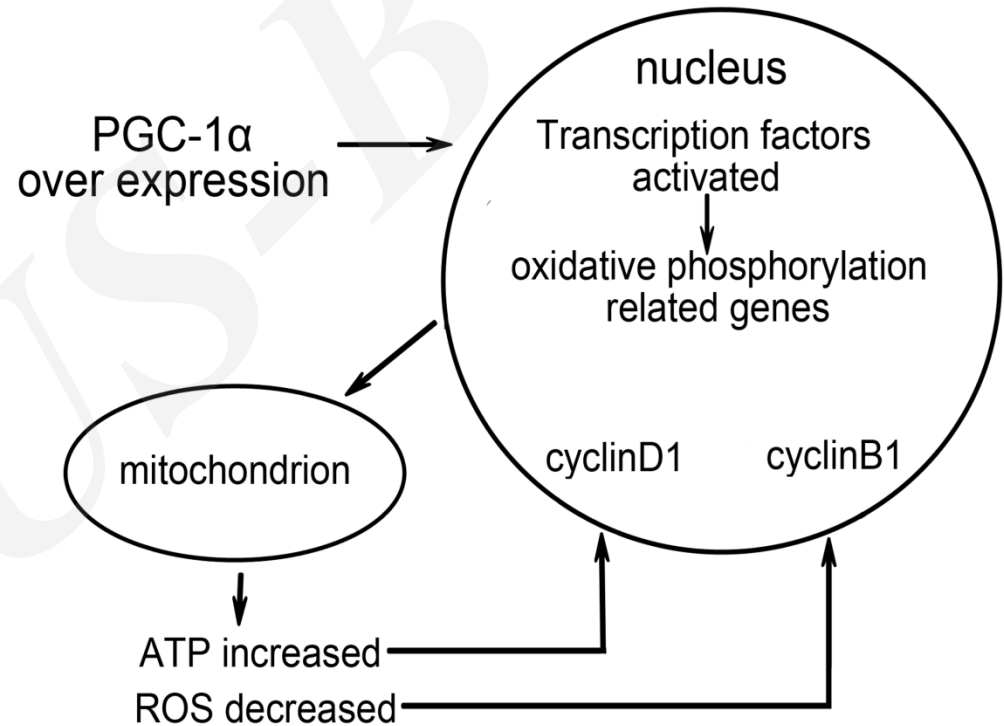 nucleus
PGC-1α
over expression
Transcription factors
activated
oxidative phosphorylation
related genes
cyclinD1
cyclinB1
mitochondrion
ATP increased
ROS decreased
US-B